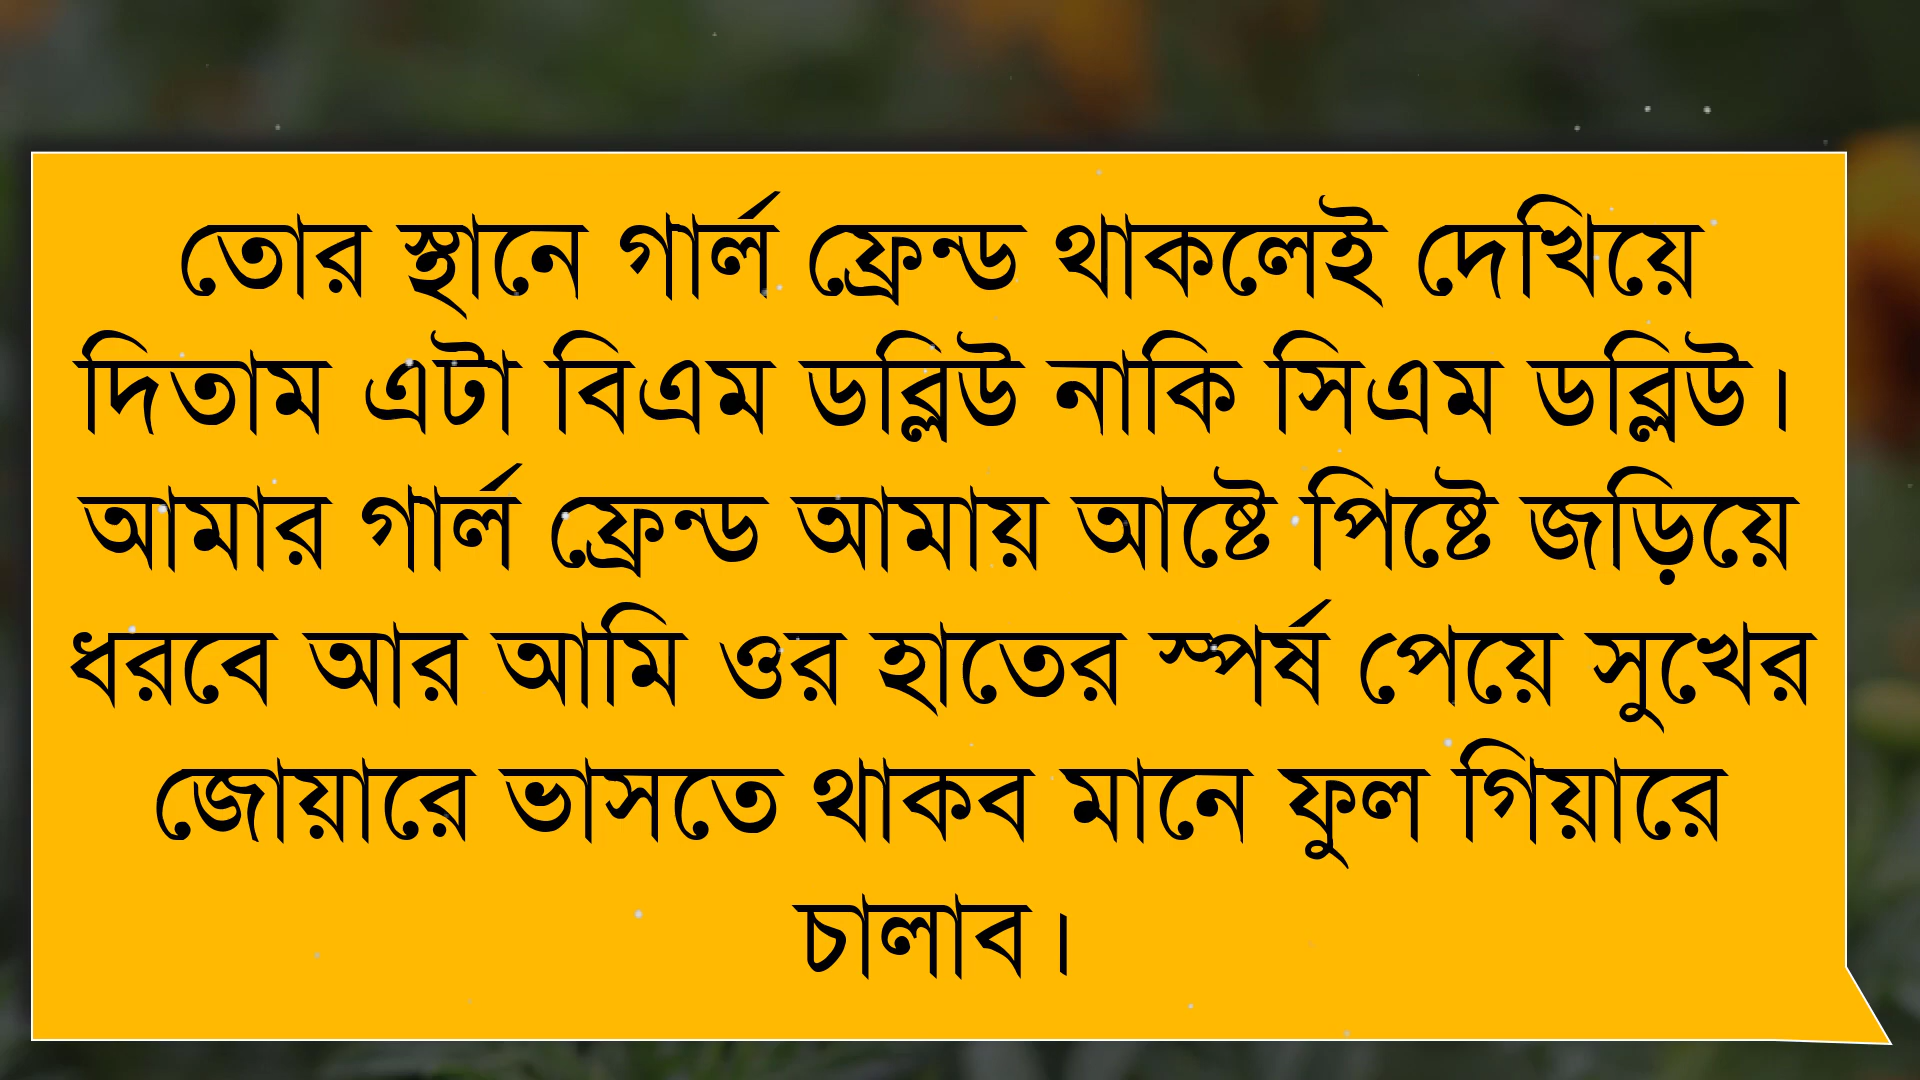 তোর স্থানে গার্ল ফ্রেন্ড থাকলেই দেখিয়ে
দিতাম এটা বিএম ডব্লিউ নাকি সিএম ডব্লিউ।
আমার গার্ল ফ্রেন্ড আমায় আষ্টে পিষ্টে জড়িয়ে
ধরবে আর আমি ওর হাতের স্পর্ষ পেয়ে সুখের
জোয়ারে ভাসতে থাকব মানে ফুল গিয়ারে
চালাব।